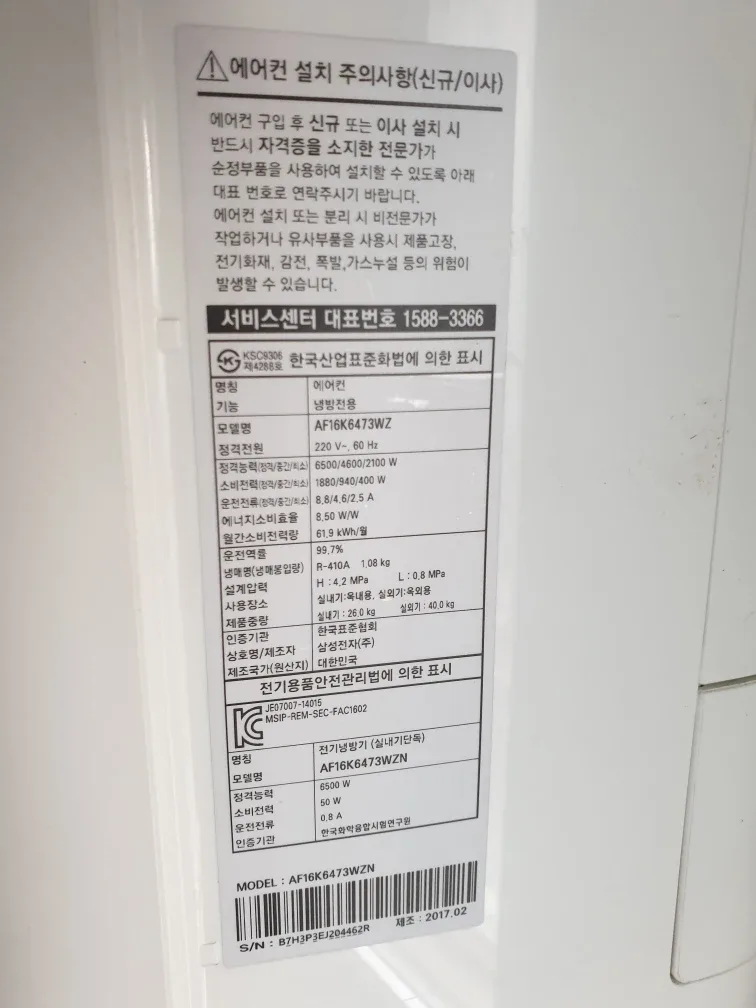 에어컨 설치 주의사항(신규/이사)
에어컨 구입 후 신규 또는 이사 설치 시
반드시 자격증을 소지한 전문가가
순정부품을 사용하여 설치할 수 있도록 아래
대표 번호로 연락주시기 바랍니다.
에어컨 설치 또는 분리 시 비전문가가
작업하거나 유사부품을 사용시 제품고장,
전기화재, 감전, 폭발,가스누설 등의 위험이
발생할 수 있습니다.
서비스센터 대표번호 1588-3366
KSC9306
제4288호 한국산업표준화법에 의한 표시
명칭 에어컨
기능 냉방전용
모델명 AF16K6473WZ
정격전원 220 V~, 60 Hz
정격능력(정격/중간/최소) 6500/4600/2100 W
소비전력(정격/중간/최소) 1880/940/400 W
운전전류(정격/중간/최소) 8.8/4.6/2.5 A
에너지소비효율 8.50 W/W
월간소비전력량 61.9 kWh/월
운전역률 99.7%
냉매명(냉매봉입량) R-410A 1.08 kg
설계압력 H : 4.2 MPa L : 0.8 MPa
사용장소 실내기:옥내용, 실외기:옥외용
제품중량 실내기 : 26.0 kg 실외기 : 40.0 kg
인증기관 한국표준협회
상호명/제조자 삼성전자(주)
제조국가(원산지) 대한민국
전기용품안전관리법에 의한 표시
JE07007-14015
MSIP-REM-SEC-FAC1602
명칭 전기냉방기 (실내기단독)
모델명 AF16K6473WZN
정격능력 6500 W
소비전력 50 W
운전전류 0.8 A
인증기관 한국화학융합시험연구원
MODEL : AF16K6473WZN
S/N : B7H3P3EJ204462R 제조 : 2017.02